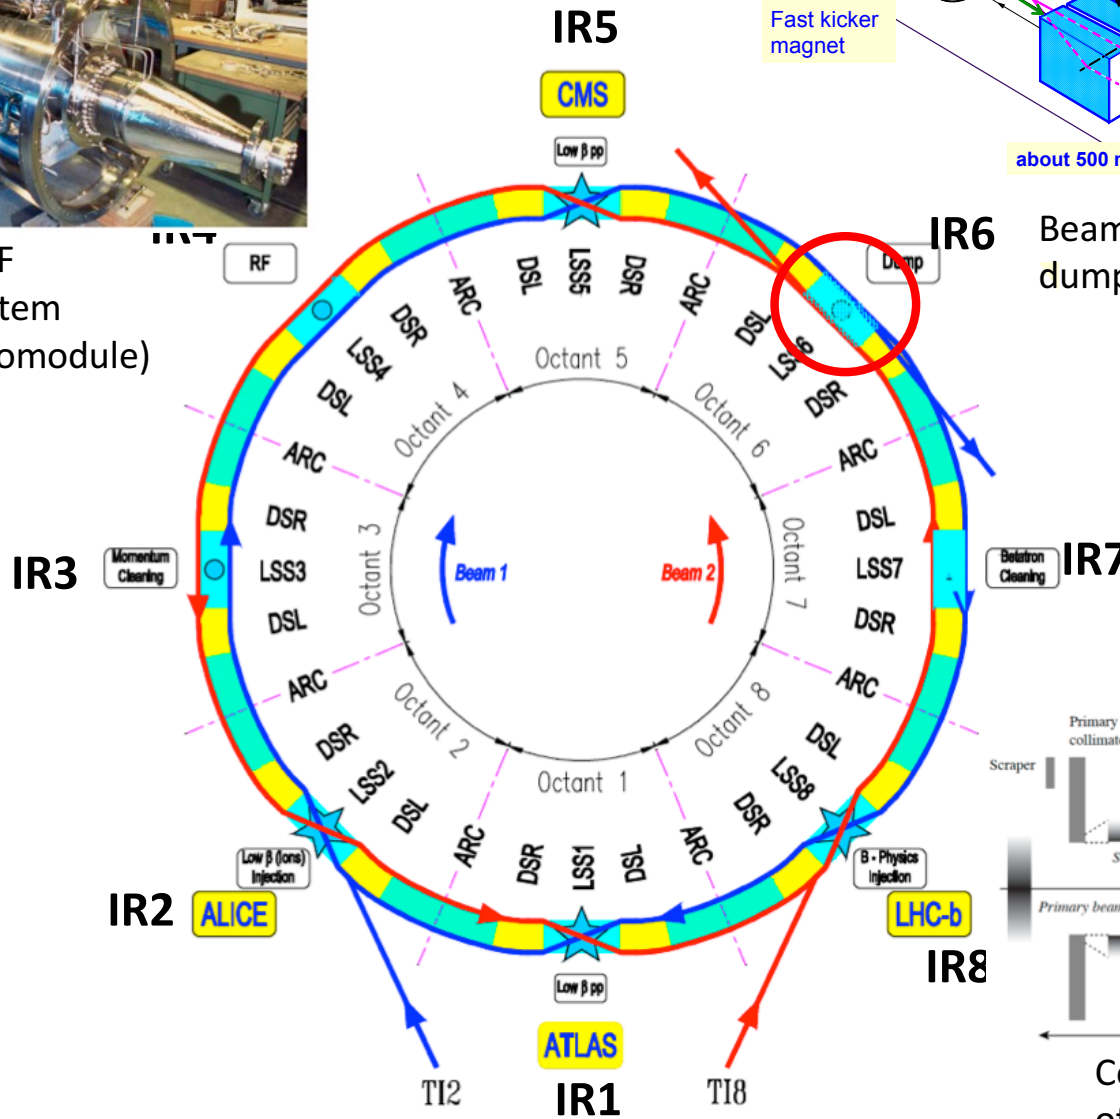 IR5
CMS
Low β pp
Fast kicker
magnet
about 500
IR4
RF
IR6
Dump
Beam
dump
F
tem
omodule)
ARC
DSL
LSS5
DSR
ARC
DSR
LSS4
DSL
DSL
LSS6
DSR
Octant 5
Octant 4
Octant 6
ARC
ARC
DSR
DSL
Octant 3
Octant 7
IR3
Momentum
Cleaning
LSS3
Beam 1
Beam 2
LSS7
Betatron
Cleaning
IR7
DSL
DSR
ARC
ARC
Octant 2
Octant 8
DSR
LSS2
DSL
DSL
LSS8
DSR
Octant 1
ARC
DSR
LSS1
DSL
ARC
Primary
collimat
Scraper
S
Primary bean
Low β (Ions)
Injection
B - Physics
Injection
IR2
ALICE
LHC-b
IR8
Low β pp
ATLAS
TI2
TI8
IR1